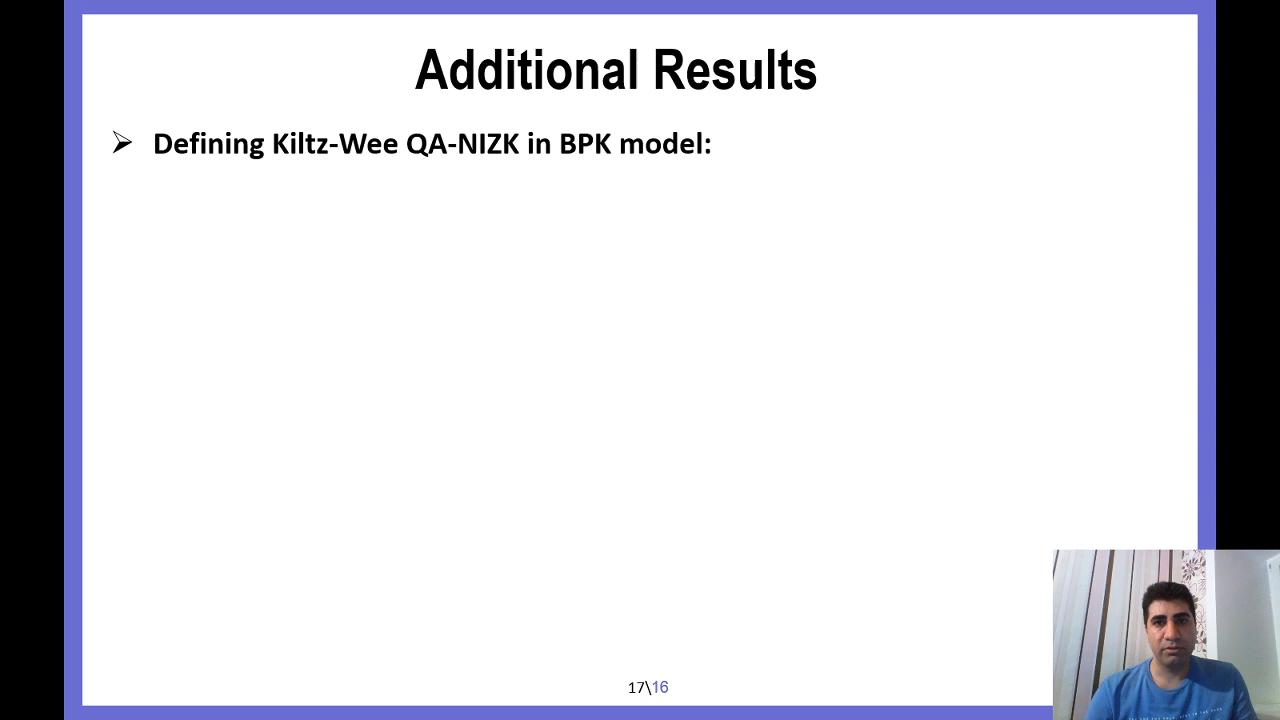 Additional Results
Defining Kiltz-Wee QA-NIZK in BPK model:
17\16